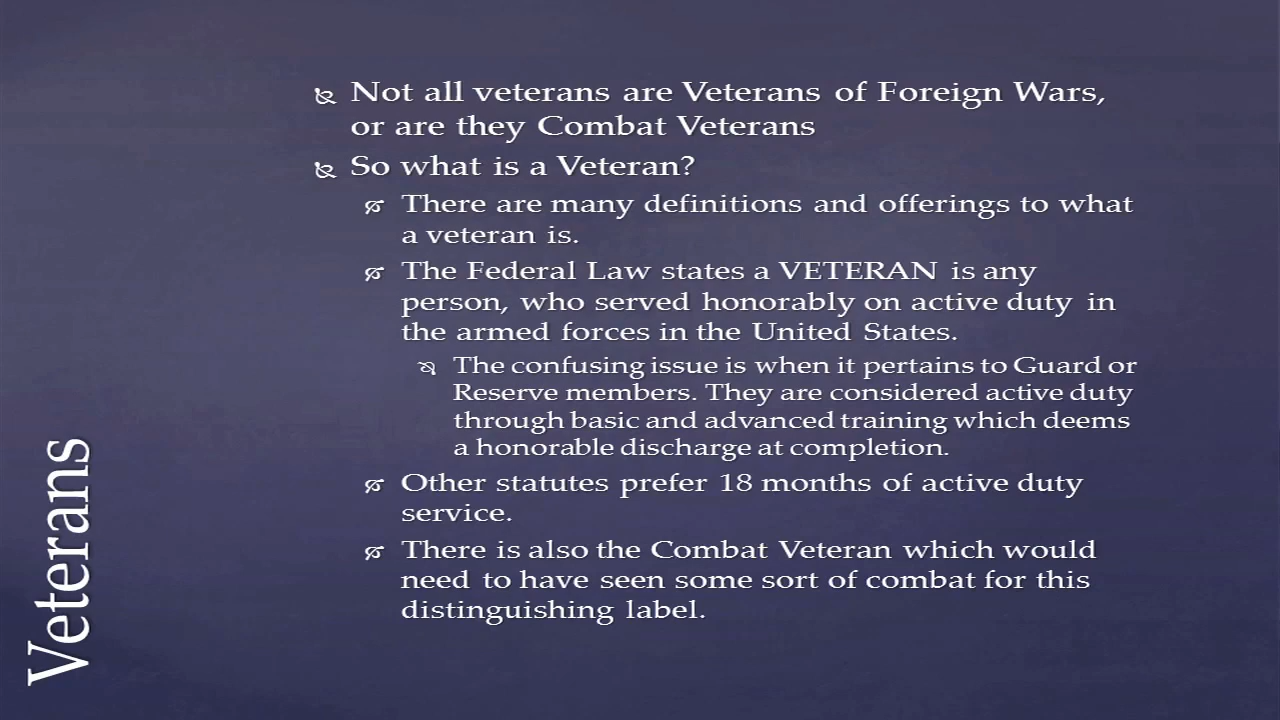 Not all veterans are Veterans of Foreign Wars,
or are they Combat Veterans
So what is a Veteran?
There are many definitions and offerings to what
a veteran is.
The Federal Law states a VETERAN is any
person, who served honorably on active duty in
the armed forces in the United States.
The confusing issue is when it pertains to Guard or
Reserve members. They are considered active duty
through basic and advanced training which deems
a honorable discharge at completion.
Other statutes prefer 18 months of active duty
service.
There is also the Combat Veteran which would
need to have seen some sort of combat for this
distinguishing label.
Veterans